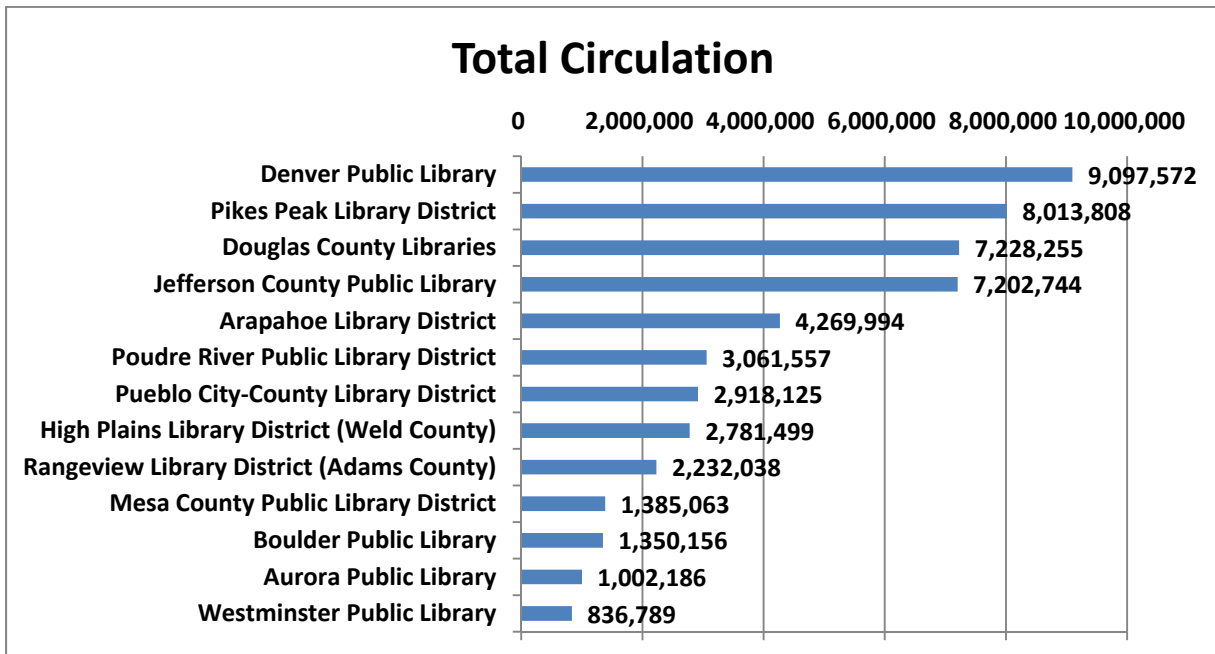 Total Circulation
0 2,000,000 4,000,000 6,000,000 8,000,000 10,000,000
Denver Public Library 9,097,572
Pikes Peak Library District 8,013,808
Douglas County Libraries 7,228,255
Jefferson County Public Library 7,202,744
Arapahoe Library District 4,269,994
Poudre River Public Library District 3,061,557
Pueblo City-County Library District 2,918,125
High Plains Library District (Weld County) 2,781,499
Rangeview Library District (Adams County) 2,232,038
Mesa County Public Library District 1,385,063
Boulder Public Library 1,350,156
Aurora Public Library 1,002,186
Westminster Public Library 836,789